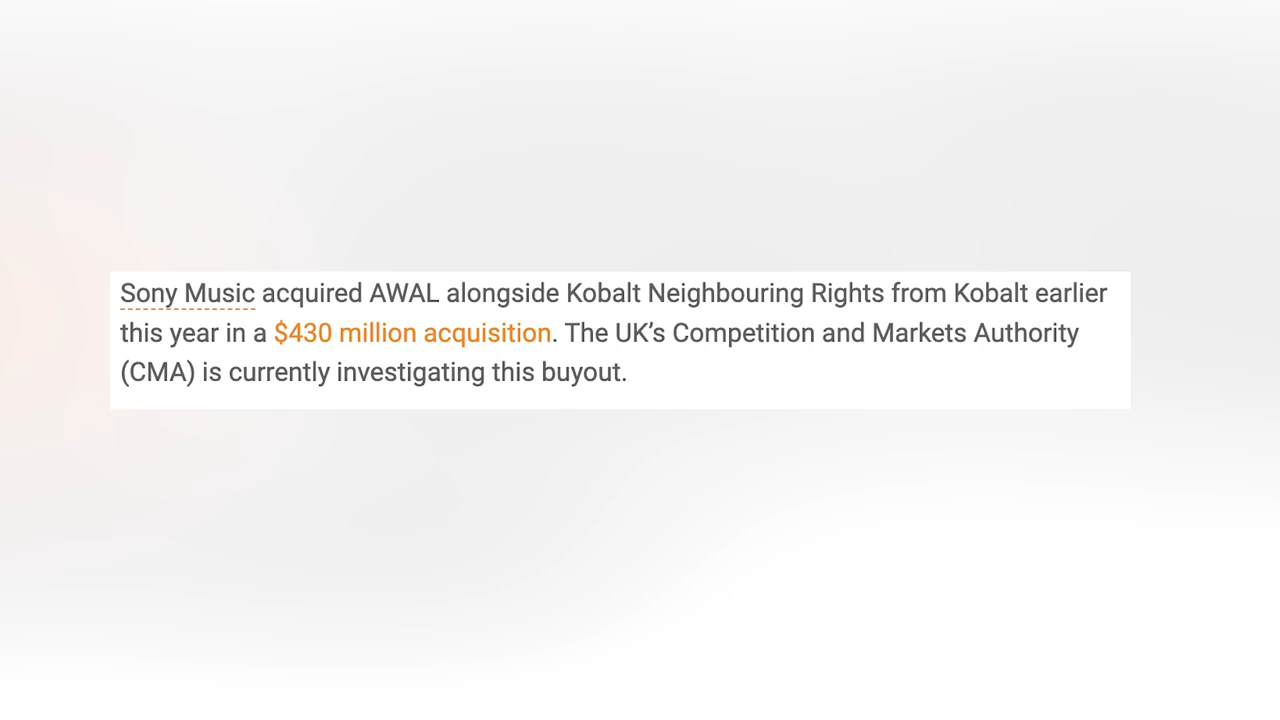 Sony Music acquired AWAL alongside Kobalt Neighbouring Rights from Kobalt earlier
this year in a $430 million acquisition. The UK’s Competition and Markets Authority
(CMA) is currently investigating this buyout.